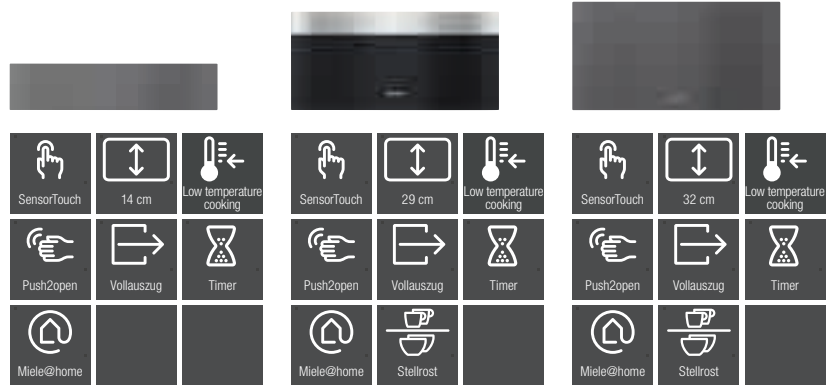 SensorTouch
14 cm
Low temperature
cooking
Push2open
Vollauszug
Timer
Miele@home
SensorTouch
29 cm
Low temperature
cooking
Push2open
Vollauszug
Timer
Miele@home
Stellrost
SensorTouch
32 cm
Low temperature
cooking
Push2open
Vollauszug
Timer
Miele@home
Stellrost